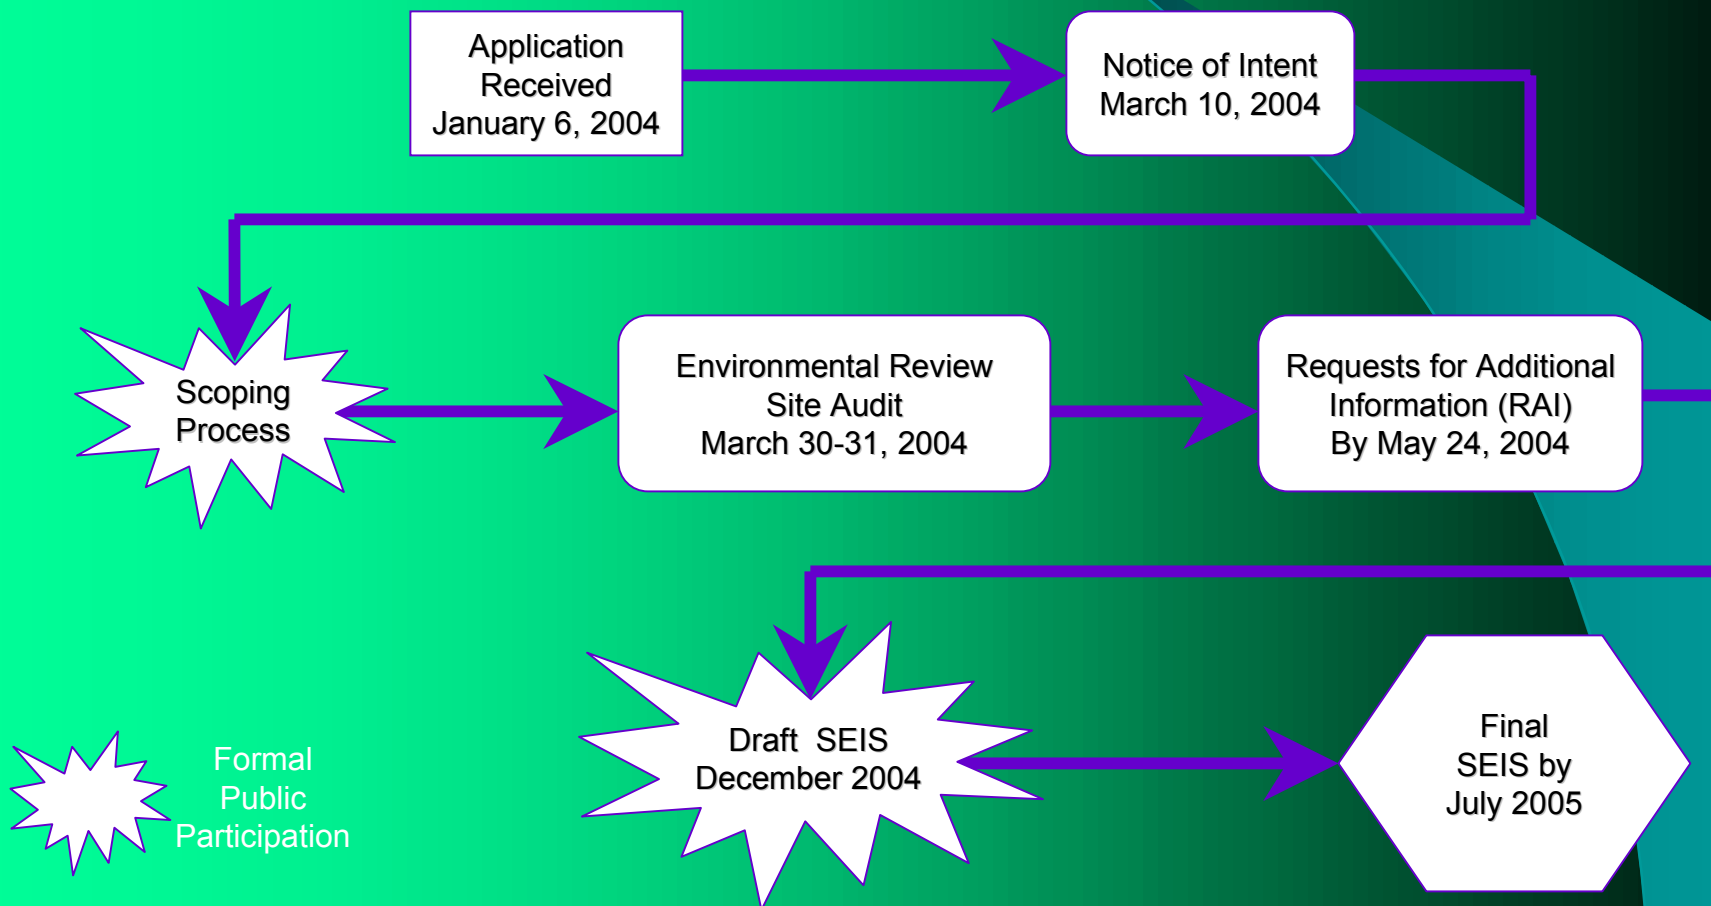 Application
Received
January 6, 2004
Notice of Intent
March 10, 2004
Scoping
Process
Environmental Review
Site Audit
March 30-31, 2004
Requests for Additional
Information (RAI)
By May 24, 2004
Draft SEIS
December 2004
Final
SEIS by
July 2005
Formal
Public
Participation